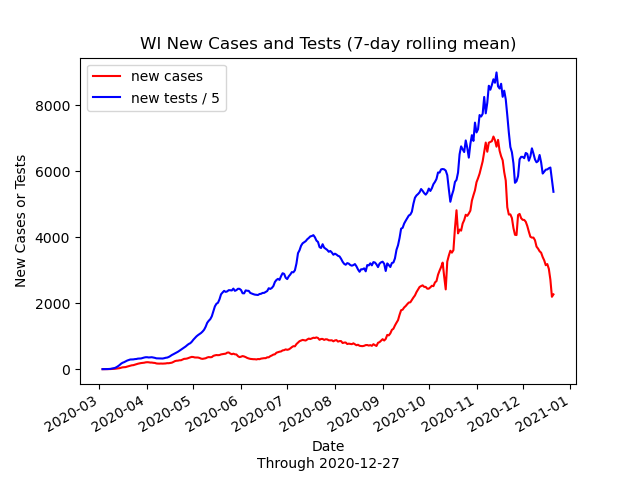 WI New Cases and Tests (7-day rolling mean)
new cases
new tests / 5
New Cases or Tests
8000
6000
4000
2000
0
2020-03
2020-04
2020-05
2020-06
2020-07
2020-08
2020-09
2020-10
2020-11
2020-12
2021-01
Date
Through 2020-12-27